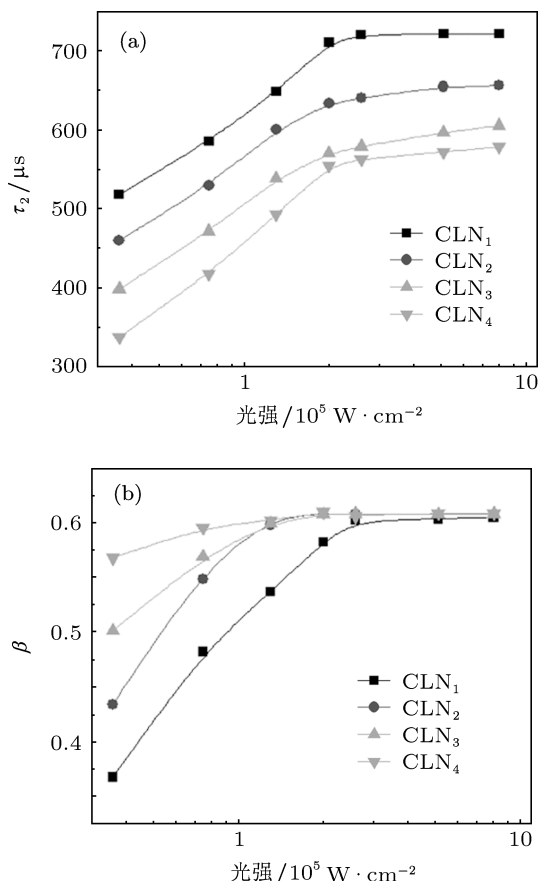 (a)
700
600
500
400
300
τ₂/μs
CLN₁
CLN₂
CLN₃
CLN₄
1
10
光强/10⁵ W·cm⁻²
(b)
0.6
0.5
0.4
β
CLN₁
CLN₂
CLN₃
CLN₄
1
10
光强/10⁵ W·cm⁻²